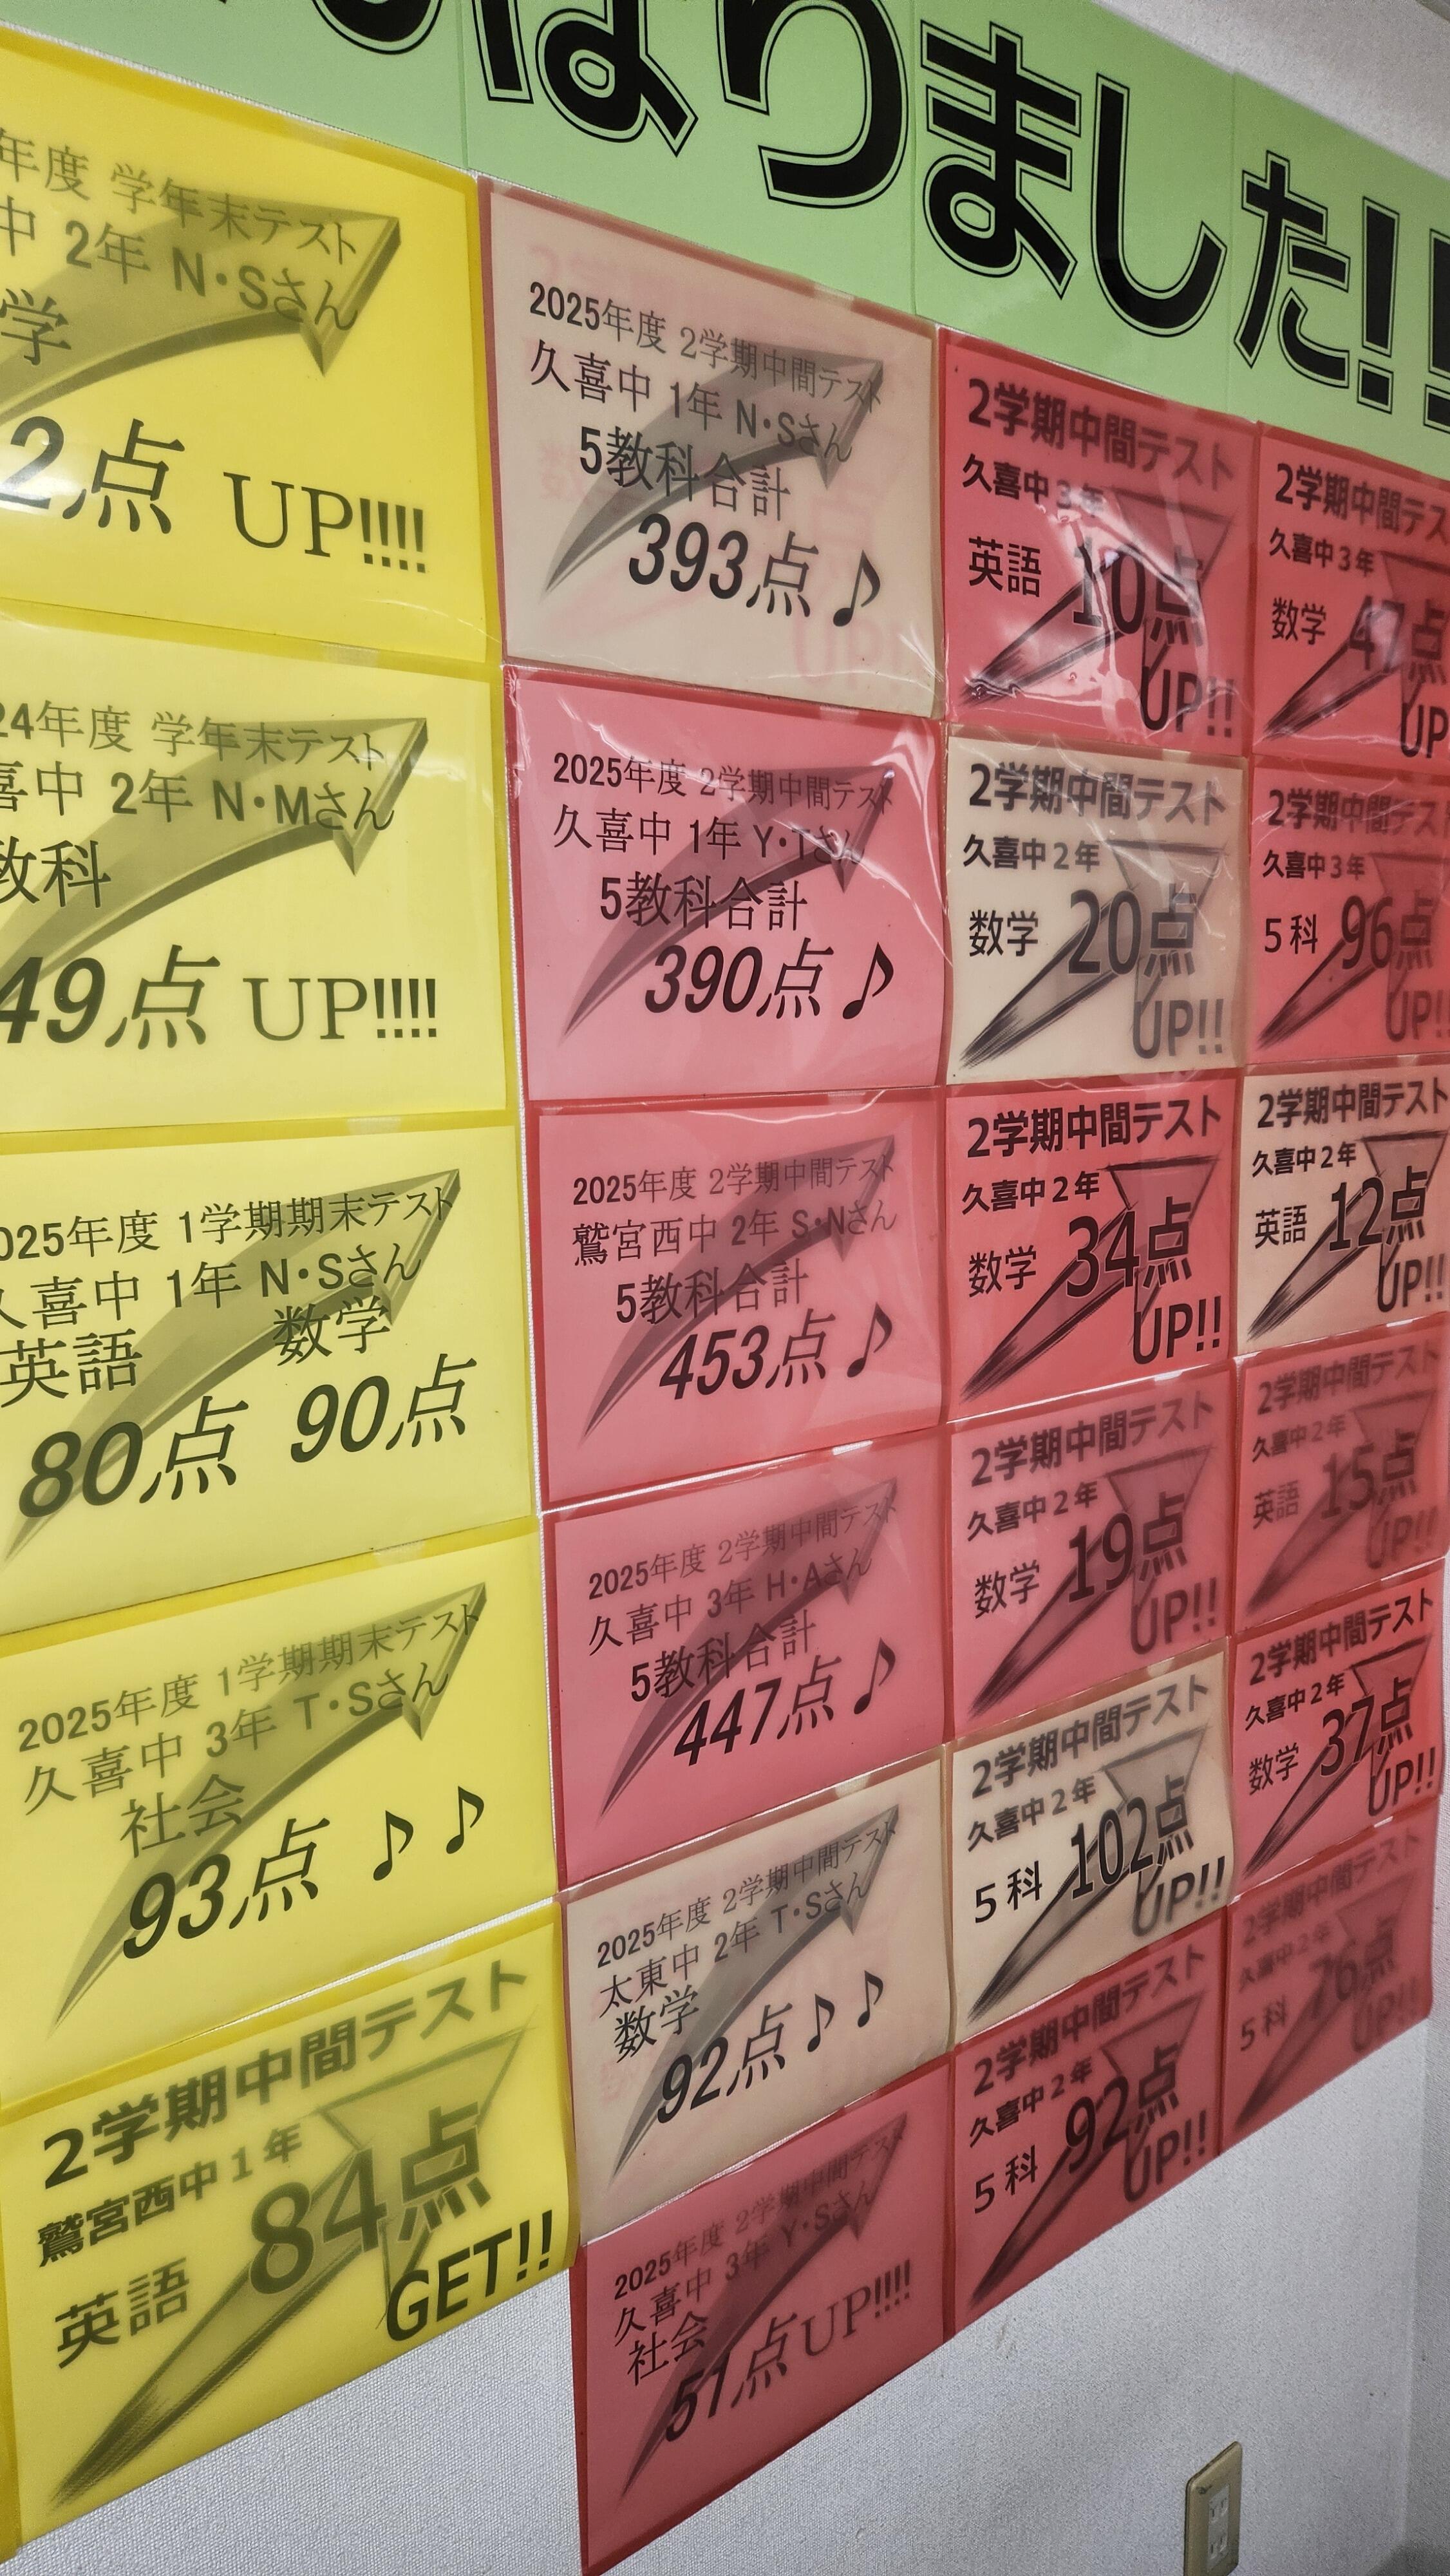 ばりました!!
年度 学年末テスト
中 2年 N・Sさん
学
2点 UP!!!!
24年度 学年末テスト
喜中 2年 N・Mさん
教科
49点 UP!!!!
2025年度 1学期期末テスト
久喜中 1年 N・Sさん
英語 数学
80点 90点
2025年度 1学期期末テスト
久喜中 3年 T・Sさん
社会
93点♪♪
2学期中間テスト
鷲宮西中1年
英語 84点
GET!!
2025年度 2学期中間テスト
久喜中 1年 N・Sさん
5教科合計
393点♪
2025年度 2学期中間テスト
久喜中 1年 Y・Tさん
5教科合計
390点♪
2025年度 2学期中間テスト
鷲宮西中 2年 S・Nさん
5教科合計
453点♪
2025年度 2学期中間テスト
久喜中 3年 H・Aさん
5教科合計
447点♪
2025年度 2学期中間テスト
太東中 2年 T・Sさん
数学
92点♪♪
2025年度 2学期中間テスト
久喜中 3年 Y・Sさん
社会
51点UP!!!!
2学期中間テスト
久喜中3年
英語 10点
UP!!
2学期中間テスト
久喜中2年
数学 20点
UP!!
2学期中間テスト
久喜中2年
数学 34点
UP!!
2学期中間テスト
久喜中2年
数学 19点
UP!!
2学期中間テスト
久喜中2年
5科 102点
UP!!
2学期中間テスト
久喜中2年
5科 92点
UP!!
2学期中間テス
久喜中3年
数学 47点
UP
2学期中間テス
久喜中3年
5科 96点
UP!!
2学期中間テスト
久喜中2年
英語 12点
UP!!
2学期中間テスト
久喜中2年
英語 15点
UP!!
2学期中間テスト
久喜中2年
数学 37点
UP!!
2学期中間テスト
久喜中2年
5科 76点
UP!!